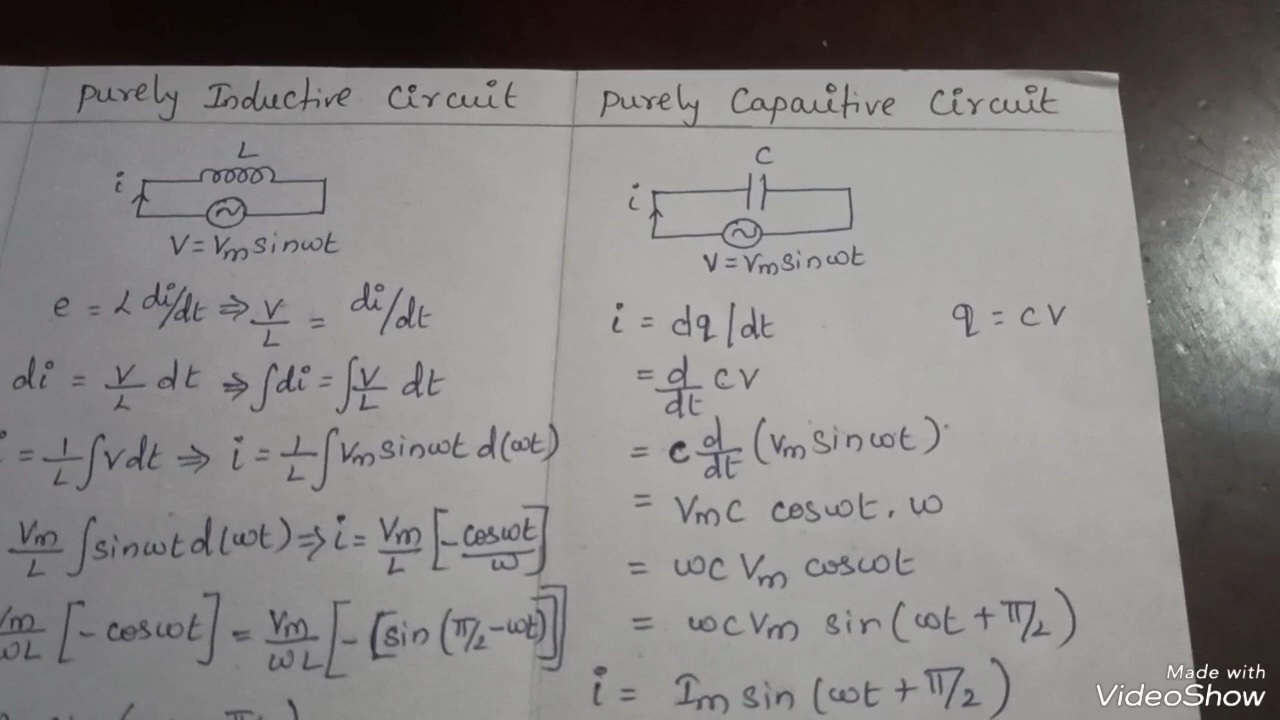 Purely Inductive Circuit
L
i
V = Vm sinωt
e = L di/dt ⇒ V/L = di/dt
di = V/L dt ⇒ ∫di = ∫V/L dt
i = 1/L ∫vdt ⇒ i = 1/L ∫Vm sinωt d(ωt)
Vm/L ∫sinωt d(ωt) ⇒ i = Vm/L [-cosωt/ω]
Vm/ωL [-cosωt] = Vm/ωL [-[sin(π/2-ωt)]]
Purely Capaitive Circuit
C
i
V = Vm sinωt
i = dq/dt q = CV
= d/dt CV
= C d/dt (Vm sinωt)
= VmC cosωt. ω
= ωC Vm cosωt
= ωCVm sin(ωt + π/2)
i = Im sin(ωt + π/2)
Made with
VideoShow